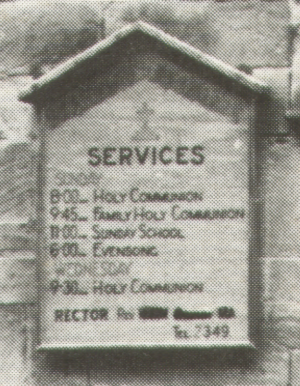 SERVICES
SUNDAY
8:00 HOLY COMMUNION
9:45 FAMILY HOLY COMMUNION
11:00 SUNDAY SCHOOL
6:00 EVENSONG
WEDNESDAY
9:30 HOLY COMMUNION
RECTOR
TEL 2349